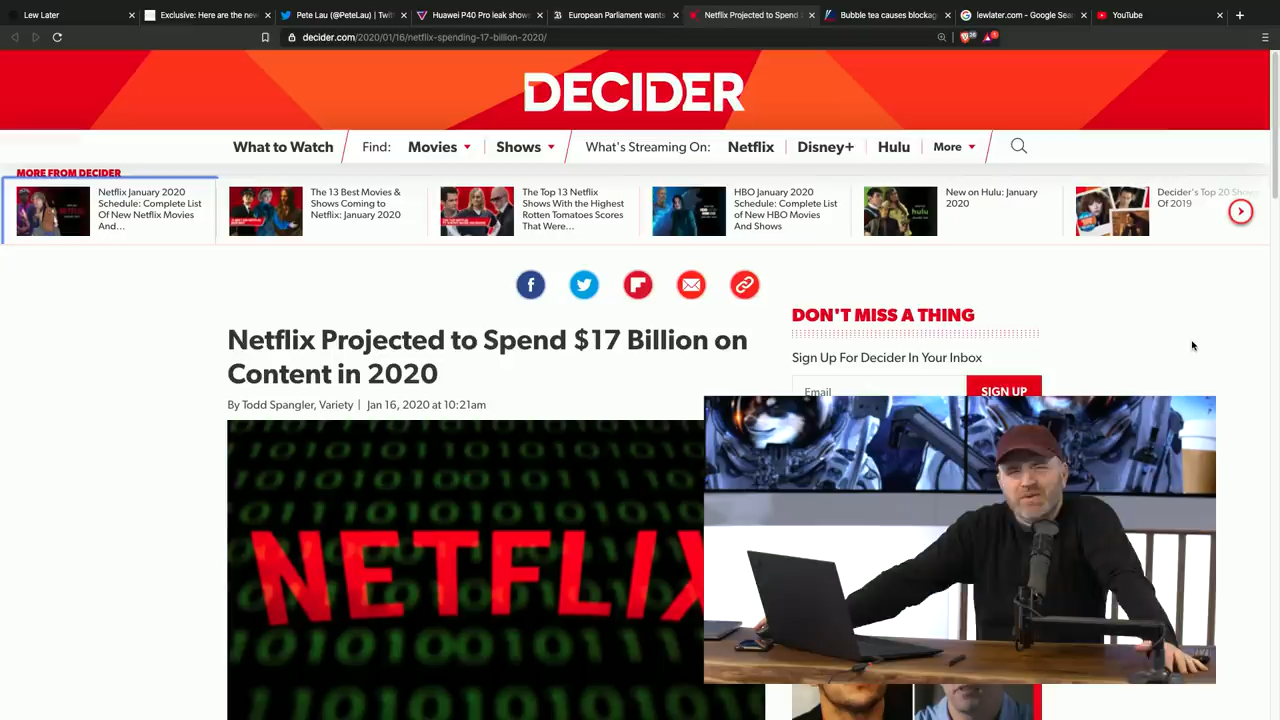 Lew Later
Exclusive: Here are the new
Pete Lau (@PeteLau) | Twitt
Huawei P40 Pro leak shows
European Parliament wants
Netflix Projected to Spend
Bubble tea causes blockag
lewlater.com - Google Sear
YouTube
decider.com/2020/01/16/netflix-spending-17-billion-2020/
DECIDER
What to Watch
Find:
Movies
Shows
What's Streaming On:
Netflix
Disney+
Hulu
More
MORE FROM DECIDER
Netflix January 2020
Schedule: Complete List
Of New Netflix Movies
And...
The 13 Best Movies &
Shows Coming to
Netflix: January 2020
The Top 13 Netflix
Shows With the Highest
Rotten Tomatoes Scores
That Were...
HBO January 2020
Schedule: Complete List
of New HBO Movies
And Shows
New on Hulu: January
2020
Decider's Top 20 Shows
Of 2019
Netflix Projected to Spend $17 Billion on
Content in 2020
By Todd Spangler, Variety | Jan 16, 2020 at 10:21am
DON'T MISS A THING
Sign Up For Decider In Your Inbox
Email
SIGN UP
NETFLIX